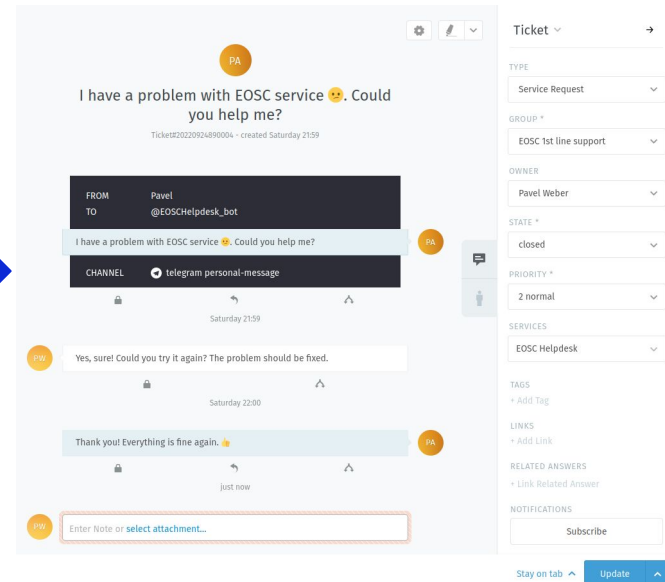 Ticket
PA
TYPE
I have a problem with EOSC service 😕. Could
you help me?
Service Request
Ticket#20220924890004 - created Saturday 21:59
GROUP *
EOSC 1st line support
OWNER
FROM Pavel
TO @EOSCHelpdesk_bot
Pavel Weber
STATE *
I have a problem with EOSC service 😕. Could you help me?
PA
closed
CHANNEL telegram personal-message
PRIORITY *
2 normal
Saturday 21:59
SERVICES
EOSC Helpdesk
PW
Yes, sure! Could you try it again? The problem should be fixed.
TAGS
+ Add Tag
Saturday 22:00
LINKS
+ Add Link
Thank you! Everything is fine again. 👍
PA
RELATED ANSWERS
+ Link Related Answer
just now
NOTIFICATIONS
Subscribe
PW
Enter Note or select attachment...
Stay on tab
Update